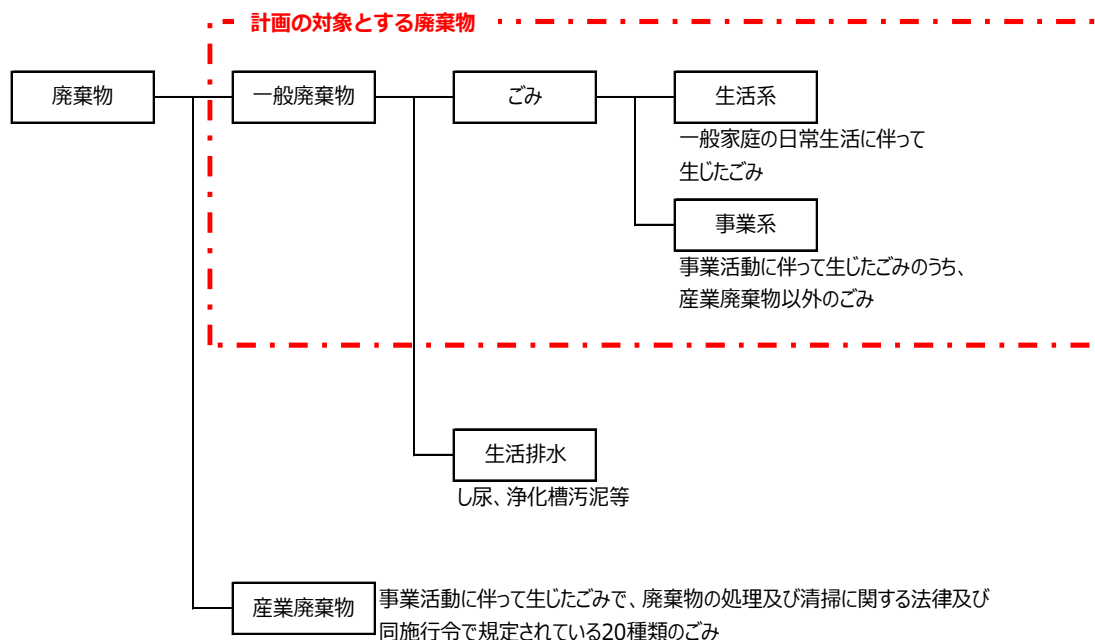 計画の対象とする廃棄物
廃棄物
一般廃棄物
ごみ
生活系
一般家庭の日常生活に伴って
生じたごみ
事業系
事業活動に伴って生じたごみのうち、
産業廃棄物以外のごみ
生活排水
し尿、浄化槽汚泥等
産業廃棄物
事業活動に伴って生じたごみで、廃棄物の処理及び清掃に関する法律及び
同施行令で規定されている20種類のごみ